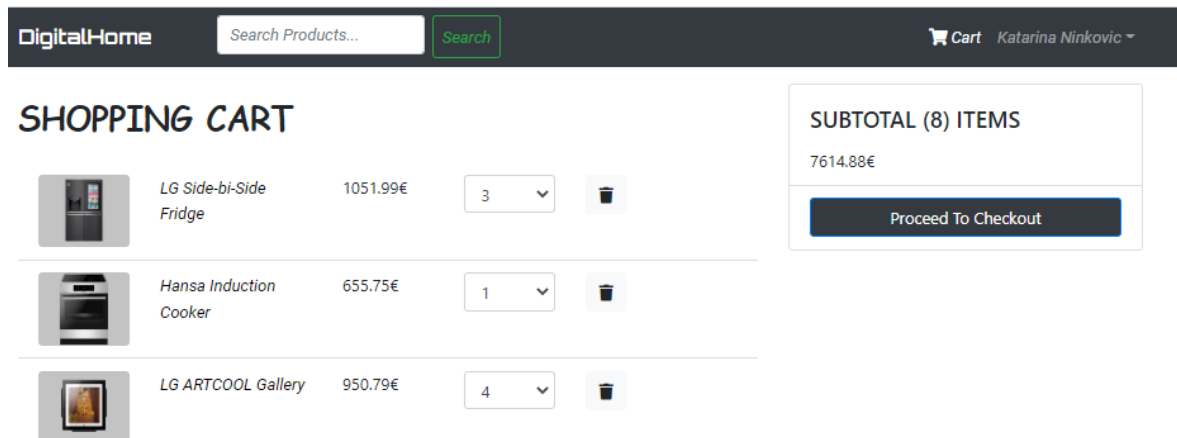 DigitalHome
Search Products...
Search
Cart
Katarina Ninkovic
SHOPPING CART
LG Side-bi-Side
Fridge
1051.99€
3
Hansa Induction
Cooker
655.75€
1
LG ARTCOOL Gallery
950.79€
4
SUBTOTAL (8) ITEMS
7614.88€
Proceed To Checkout